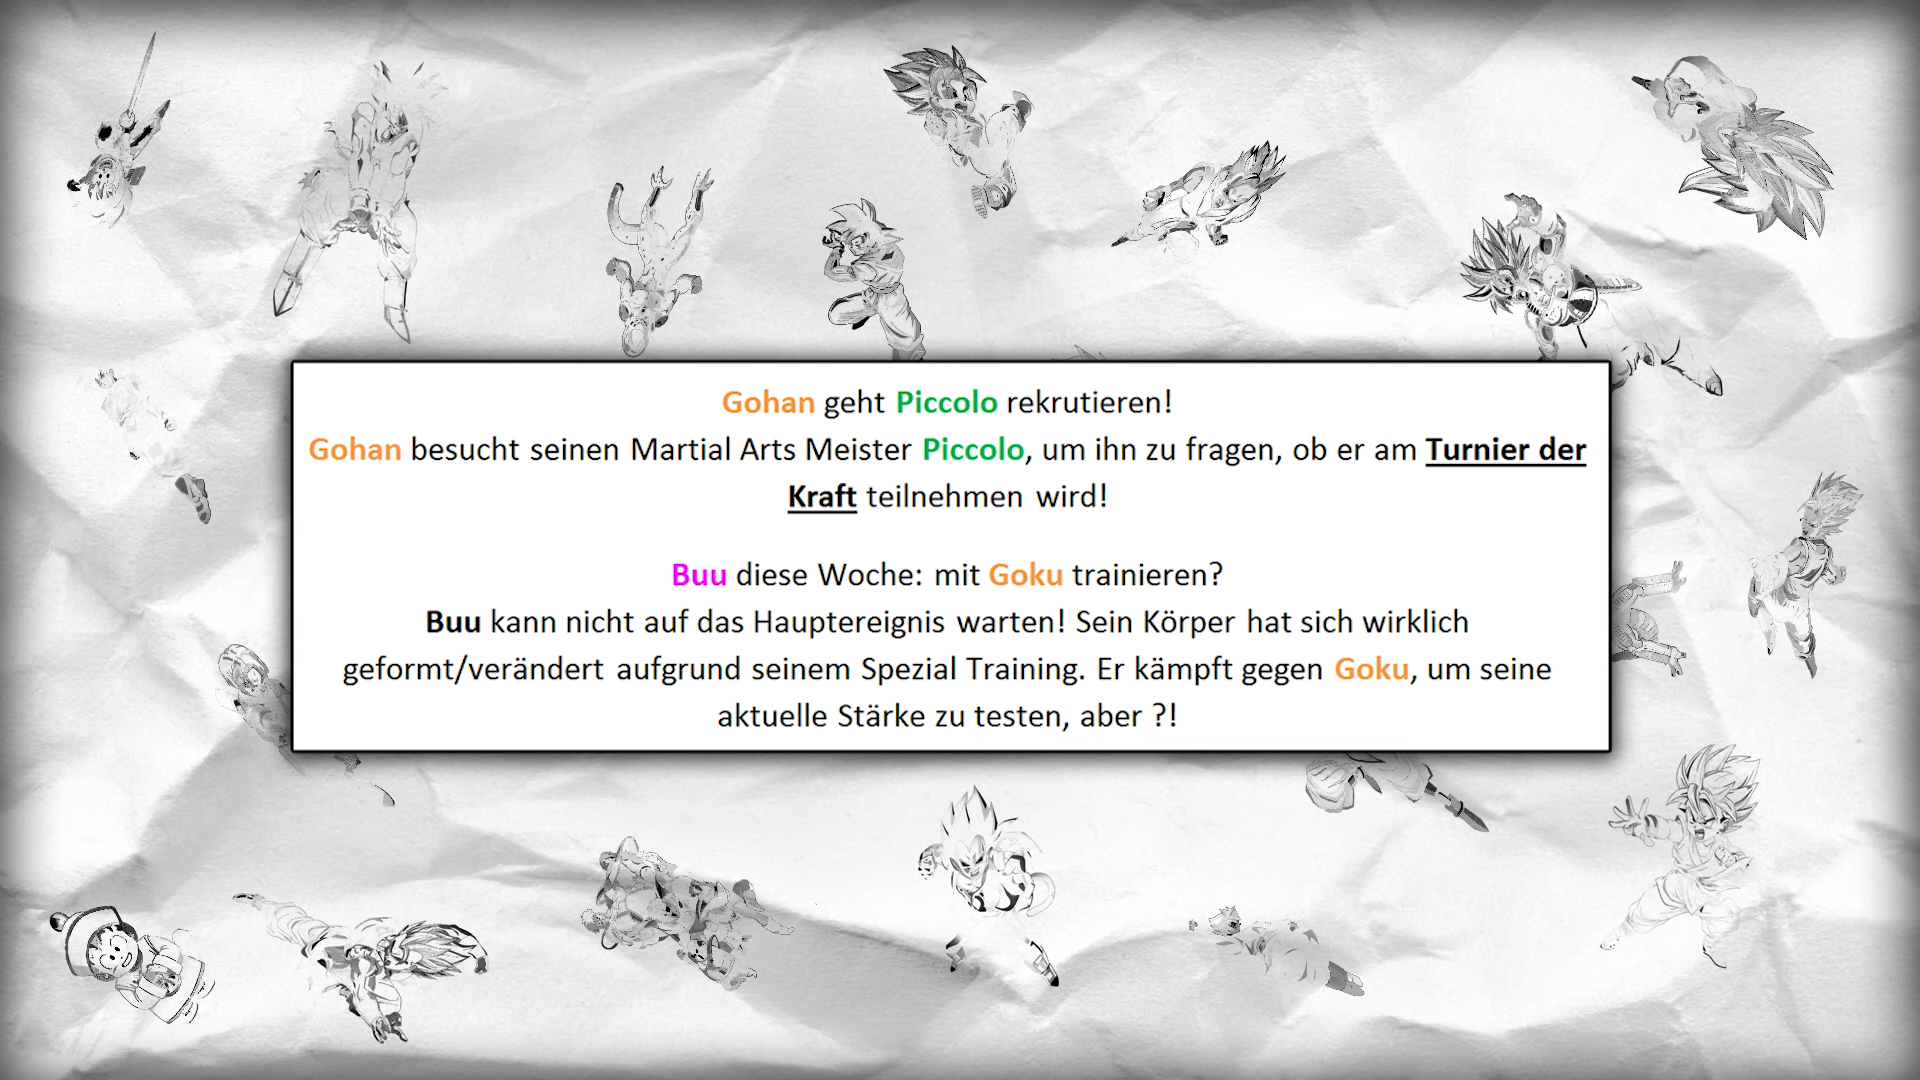 Gohan geht Piccolo rekrutieren!
Gohan besucht seinen Martial Arts Meister Piccolo, um ihn zu fragen, ob er am Turnier der
Kraft teilnehmen wird!
Buu diese Woche: mit Goku trainieren?
Buu kann nicht auf das Hauptereignis warten! Sein Körper hat sich wirklich
geformt/verändert aufgrund seinem Spezial Training. Er kämpft gegen Goku, um seine
aktuelle Stärke zu testen, aber ?!